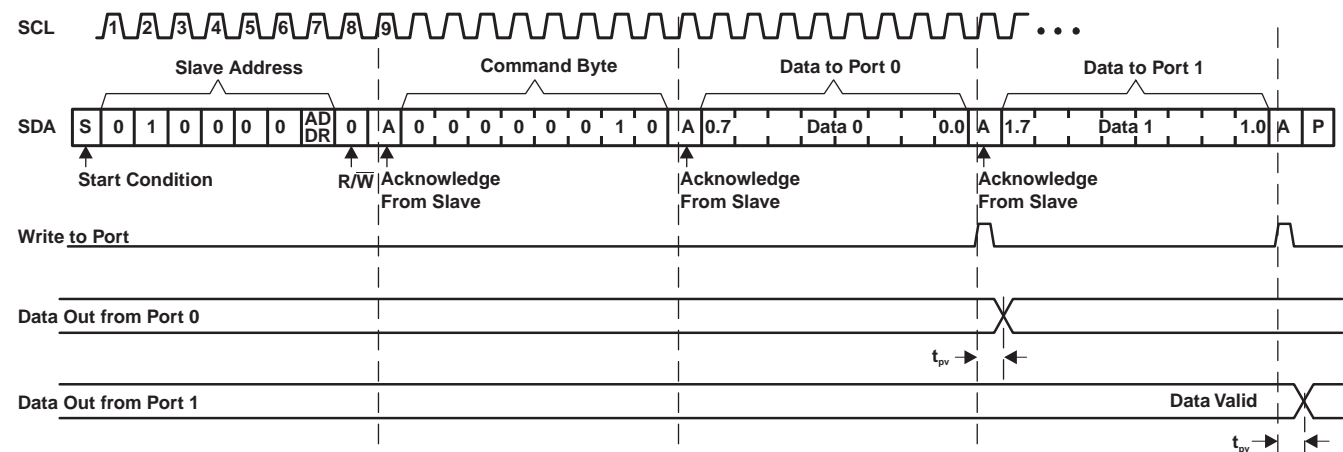 SCL 1 2 3 4 5 6 7 8 9
Slave Address Command Byte Data to Port 0 Data to Port 1
SDA S 0 1 0 0 0 0 AD DR 0 A 0 0 0 0 0 0 1 0 A 0.7 Data 0 0.0 A 1.7 Data 1 1.0 A P
Start Condition R/W Acknowledge From Slave Acknowledge From Slave Acknowledge From Slave
Write to Port
Data Out from Port 0
tpv
Data Out from Port 1 Data Valid
tpv